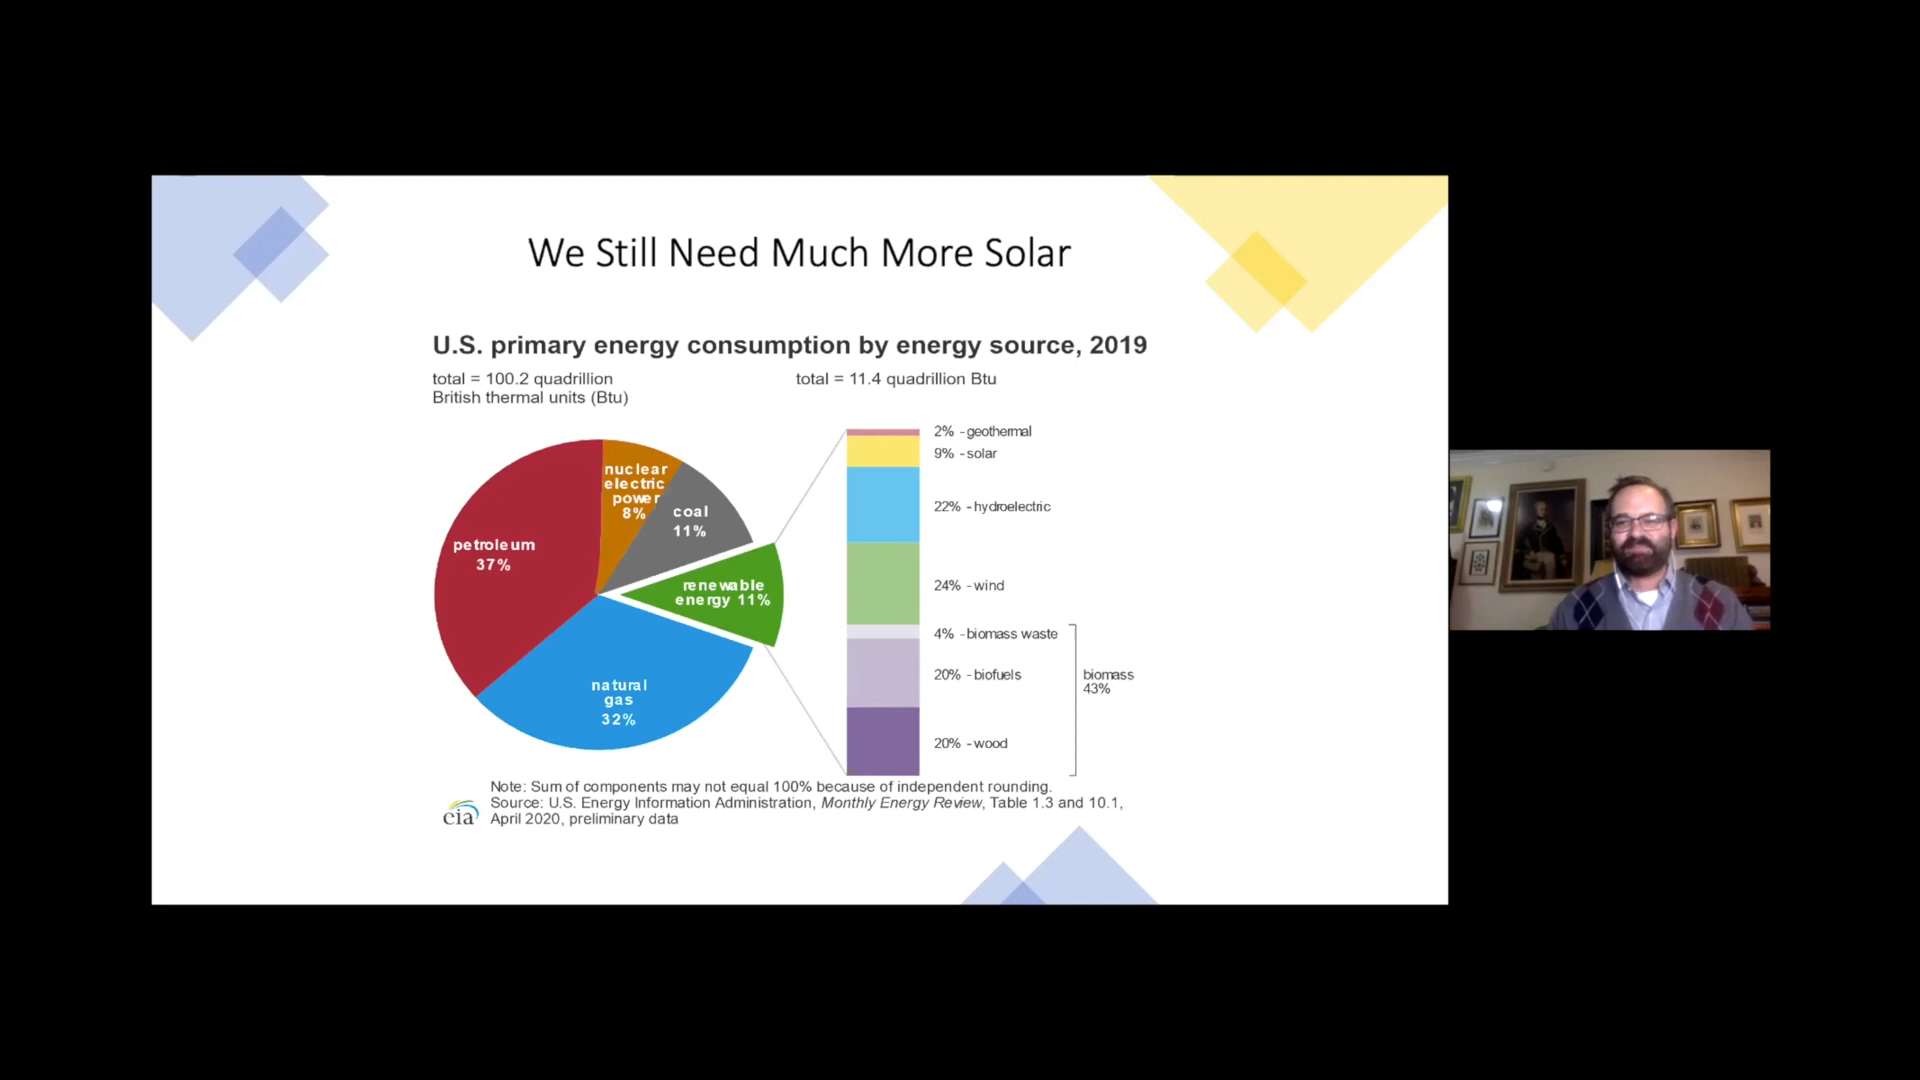 We Still Need Much More Solar
U.S. primary energy consumption by energy source, 2019
total = 100.2 quadrillion
British thermal units (Btu)
total = 11.4 quadrillion Btu
nuclear
electric
power
8%
coal
11%
petroleum
37%
renewable
energy 11%
natural
gas
32%
2% - geothermal
9% - solar
22% - hydroelectric
24% - wind
4% - biomass waste
20% - biofuels
20% - wood
biomass
43%
Note: Sum of components may not equal 100% because of independent rounding.
Source: U.S. Energy Information Administration, Monthly Energy Review, Table 1.3 and 10.1,
April 2020, preliminary data
eia